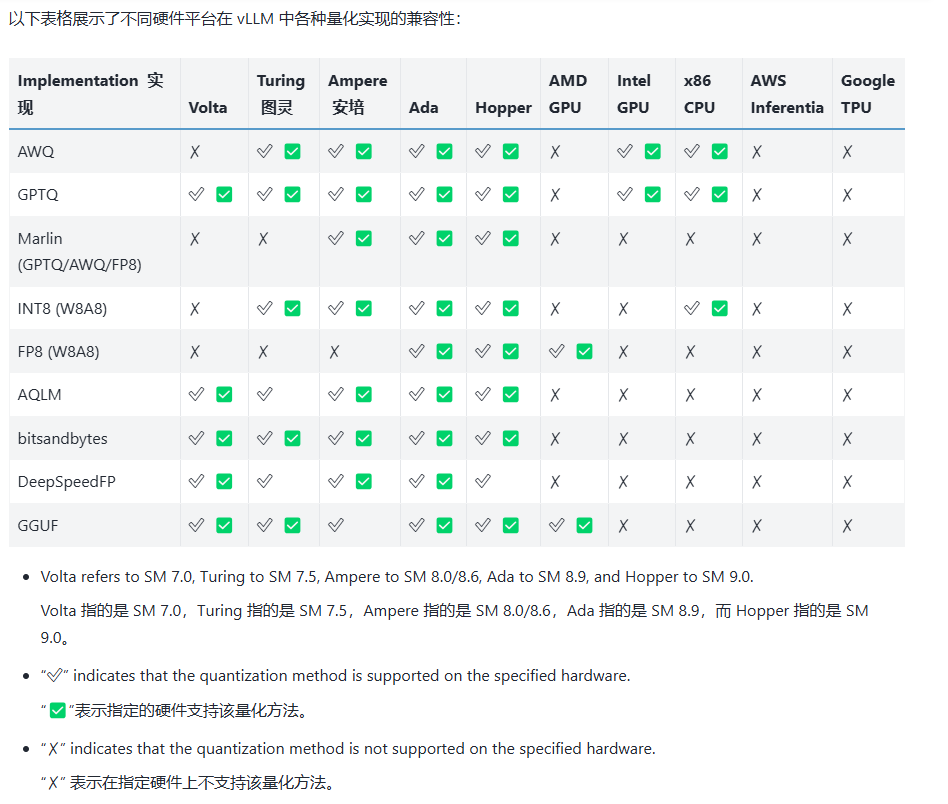 以下表格展示了不同硬件平台在 vLLM 中各种量化实现的兼容性：
Implementation 实现 Volta Turing 图灵 Ampere 安培 Ada Hopper AMD GPU Intel GPU x86 CPU AWS Inferentia Google TPU
AWQ ✗ ✅︎ ✅ ✅︎ ✅ ✅︎ ✅ ✅︎ ✅ ✗ ✅︎ ✅ ✅︎ ✅ ✗ ✗
GPTQ ✅︎ ✅ ✅︎ ✅ ✅︎ ✅ ✅︎ ✅ ✅︎ ✅ ✗ ✅︎ ✅ ✅︎ ✅ ✗ ✗
Marlin (GPTQ/AWQ/FP8) ✗ ✗ ✅︎ ✅ ✅︎ ✅ ✅︎ ✅ ✗ ✗ ✗ ✗ ✗
INT8 (W8A8) ✗ ✅︎ ✅ ✅︎ ✅ ✅︎ ✅ ✅︎ ✅ ✗ ✗ ✅︎ ✅ ✗ ✗
FP8 (W8A8) ✗ ✗ ✗ ✅︎ ✅ ✅︎ ✅ ✅︎ ✅ ✗ ✗ ✗ ✗
AQLM ✅︎ ✅ ✅︎ ✅︎ ✅ ✅︎ ✅ ✅︎ ✅ ✗ ✗ ✗ ✗ ✗
bitsandbytes ✅︎ ✅ ✅︎ ✅ ✅︎ ✅ ✅︎ ✅ ✅︎ ✅ ✗ ✗ ✗ ✗ ✗
DeepSpeedFP ✅︎ ✅ ✅︎ ✅︎ ✅ ✅︎ ✅ ✅︎ ✗ ✗ ✗ ✗ ✗
GGUF ✅︎ ✅ ✅︎ ✅ ✅︎ ✅︎ ✅ ✅︎ ✅ ✅︎ ✅ ✗ ✗ ✗ ✗
• Volta refers to SM 7.0, Turing to SM 7.5, Ampere to SM 8.0/8.6, Ada to SM 8.9, and Hopper to SM 9.0.
Volta 指的是 SM 7.0，Turing 指的是 SM 7.5，Ampere 指的是 SM 8.0/8.6，Ada 指的是 SM 8.9，而 Hopper 指的是 SM
9.0。
• “✅︎” indicates that the quantization method is supported on the specified hardware.
“ ✅ ”表示指定的硬件支持该量化方法。
• “✗” indicates that the quantization method is not supported on the specified hardware.
“✗” 表示在指定硬件上不支持该量化方法。